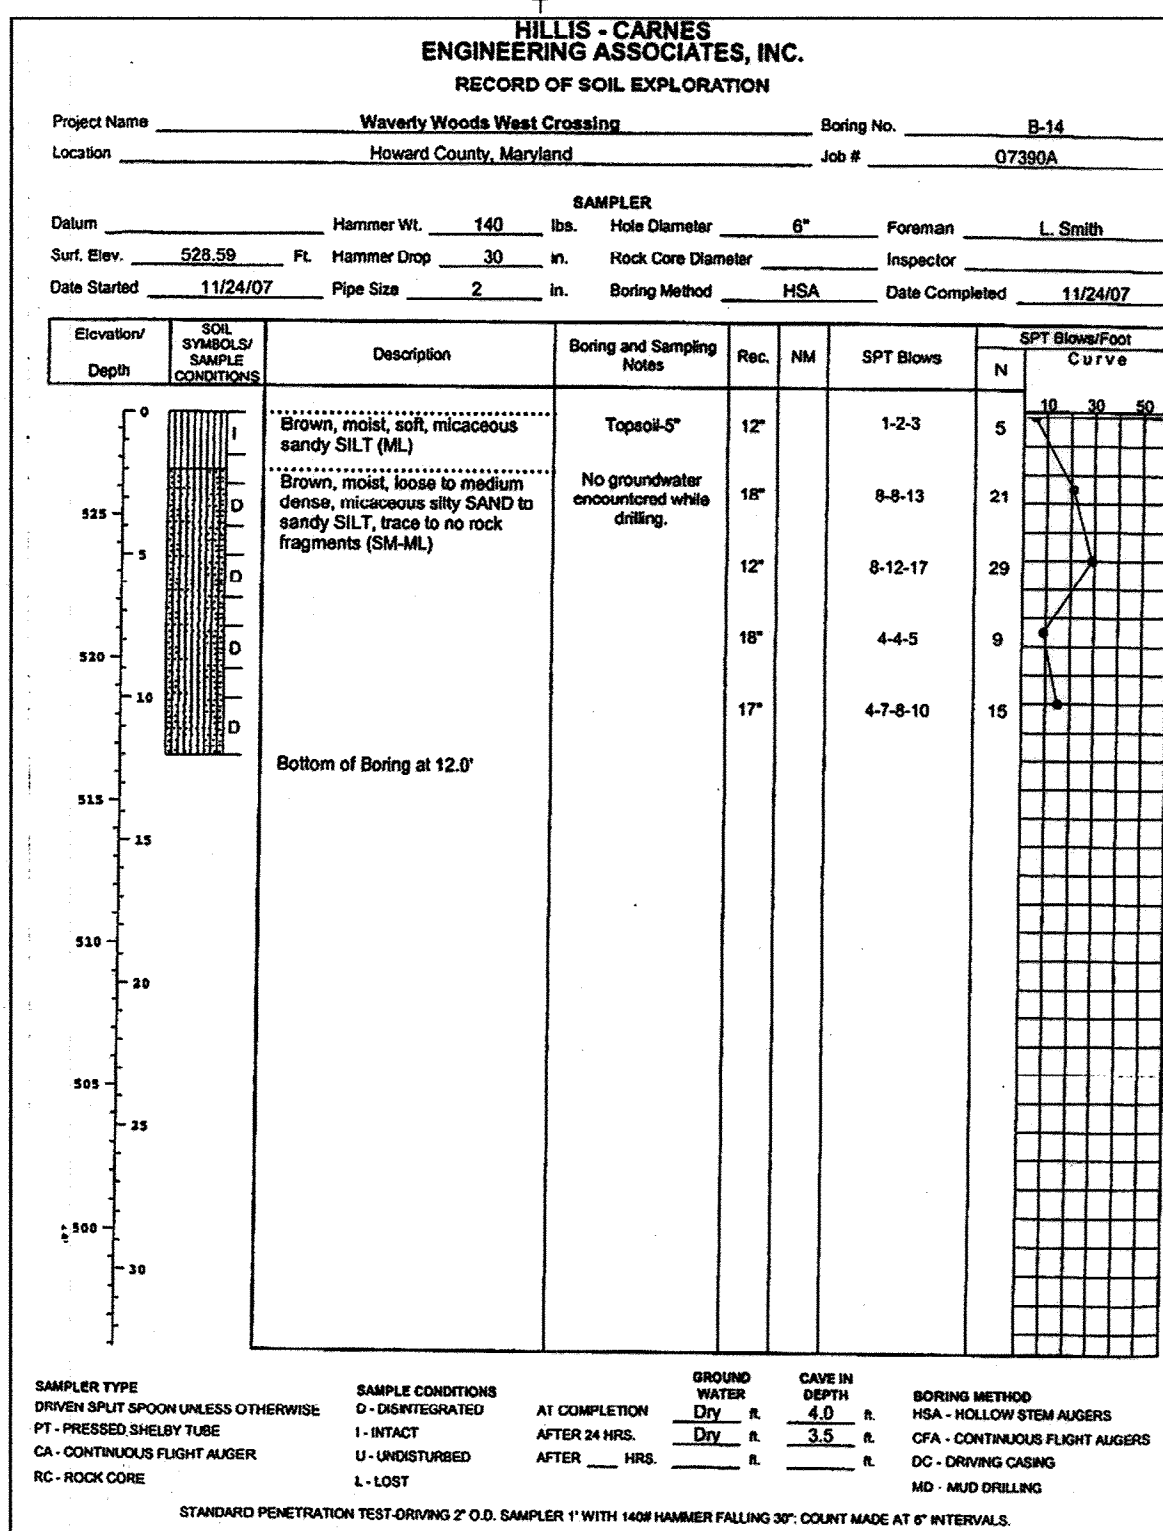 HILLIS - CARNES
ENGINEERING ASSOCIATES, INC.
RECORD OF SOIL EXPLORATION
Project Name Waverly Woods West Crossing Boring No. B-14
Location Howard County, Maryland Job # 07390A
SAMPLER
Datum Hammer Wt. 140 lbs. Hole Diameter 6" Foreman L. Smith
Surf. Elev. 528.59 Ft. Hammer Drop 30 in. Rock Core Diameter Inspector
Date Started 11/24/07 Pipe Size 2 in. Boring Method HSA Date Completed 11/24/07
Elevation/ Depth SOIL SYMBOLS/ SAMPLE CONDITIONS Description Boring and Sampling Notes Rec. NM SPT Blows N SPT Blows/Foot Curve
10 30 50
0 I Brown, moist, soft, micaceous Topsoil-5" 12" 1-2-3 5
sandy SILT (ML)
Brown, moist, loose to medium No groundwater
D dense, micaceous silty SAND to encountered while 18" 8-8-13 21
525 sandy SILT, trace to no rock drilling.
fragments (SM-ML)
5
D 12" 8-12-17 29
520 D 18" 4-4-5 9
10
D 17" 4-7-8-10 15
Bottom of Boring at 12.0'
515
15
510
20
505
25
500
30
SAMPLER TYPE
DRIVEN SPLIT SPOON UNLESS OTHERWISE
PT - PRESSED SHELBY TUBE
CA - CONTINUOUS FLIGHT AUGER
RC - ROCK CORE
SAMPLE CONDITIONS
D - DISINTEGRATED
I - INTACT
U - UNDISTURBED
L - LOST
GROUND WATER CAVE IN DEPTH
AT COMPLETION Dry ft. 4.0 ft.
AFTER 24 HRS. Dry ft. 3.5 ft.
AFTER ____ HRS. ft. ft.
BORING METHOD
HSA - HOLLOW STEM AUGERS
CFA - CONTINUOUS FLIGHT AUGERS
DC - DRIVING CASING
MD - MUD DRILLING
STANDARD PENETRATION TEST-DRIVING 2" O.D. SAMPLER 1' WITH 140# HAMMER FALLING 30"; COUNT MADE AT 6" INTERVALS.